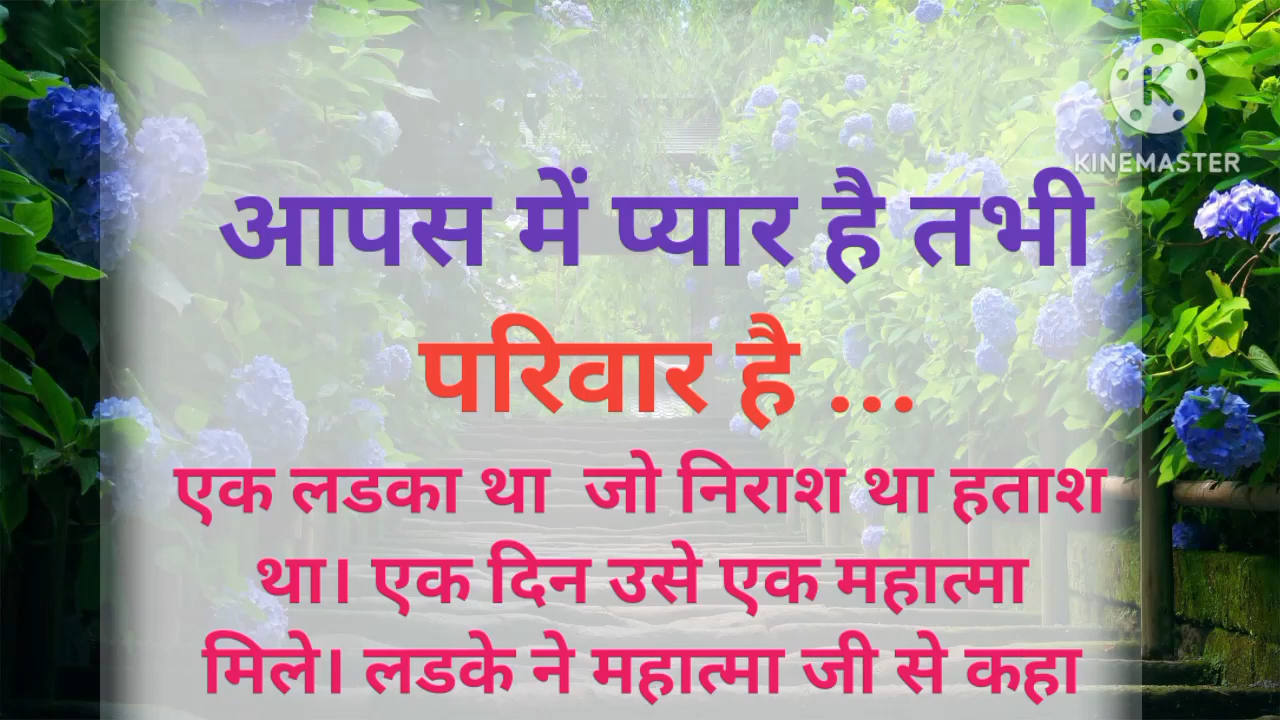 K
KINEMASTER
आपस में प्यार है तभी
परिवार है ...
एक लडका था जो निराश था हताश
था। एक दिन उसे एक महात्मा
मिले। लडके ने महात्मा जी से कहा